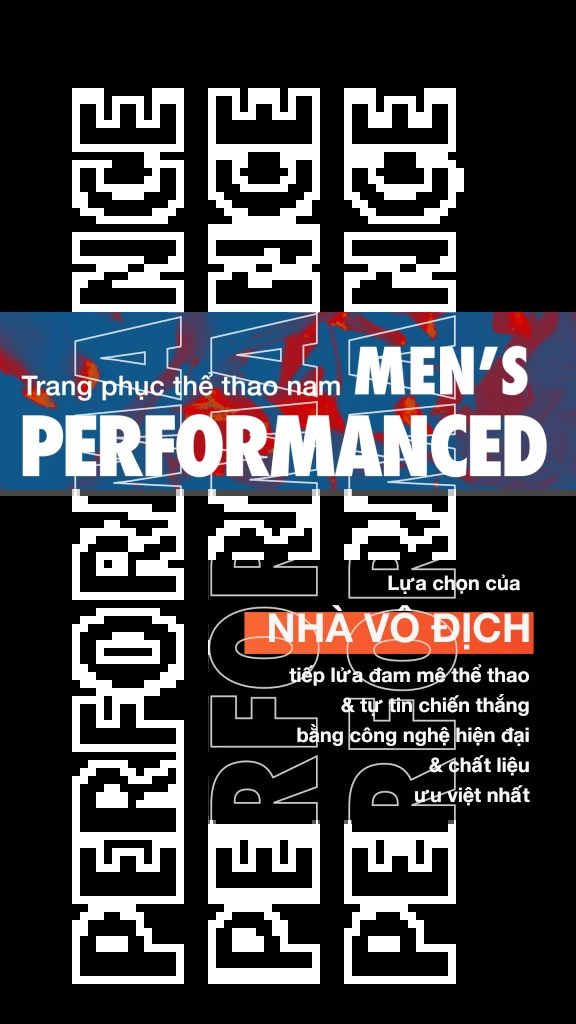 PERFORMANCE
PERFORMANCE
PERFORMANCE
Trang phục thể thao nam MEN'S
PERFORMANCED
Lựa chọn của
NHÀ VÔ ĐỊCH
tiếp lửa đam mê thể thao
& tự tin chiến thắng
bằng công nghệ hiện đại
& chất liệu
ưu việt nhất